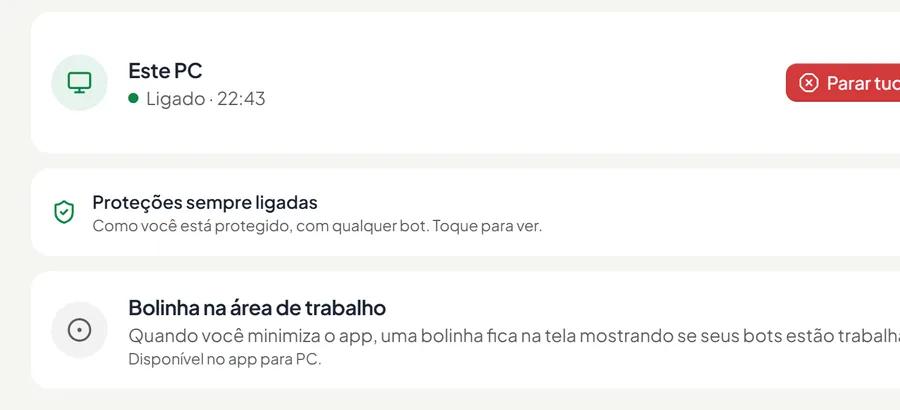 Este PC
Ligado · 22:43
Parar
Proteções sempre ligadas
Como você está protegido, com qualquer bot. Toque para ver.
Bolinha na área de trabalho
Quando você minimiza o app, uma bolinha fica na tela mostrando se seus bots estão
Disponível no app para PC.